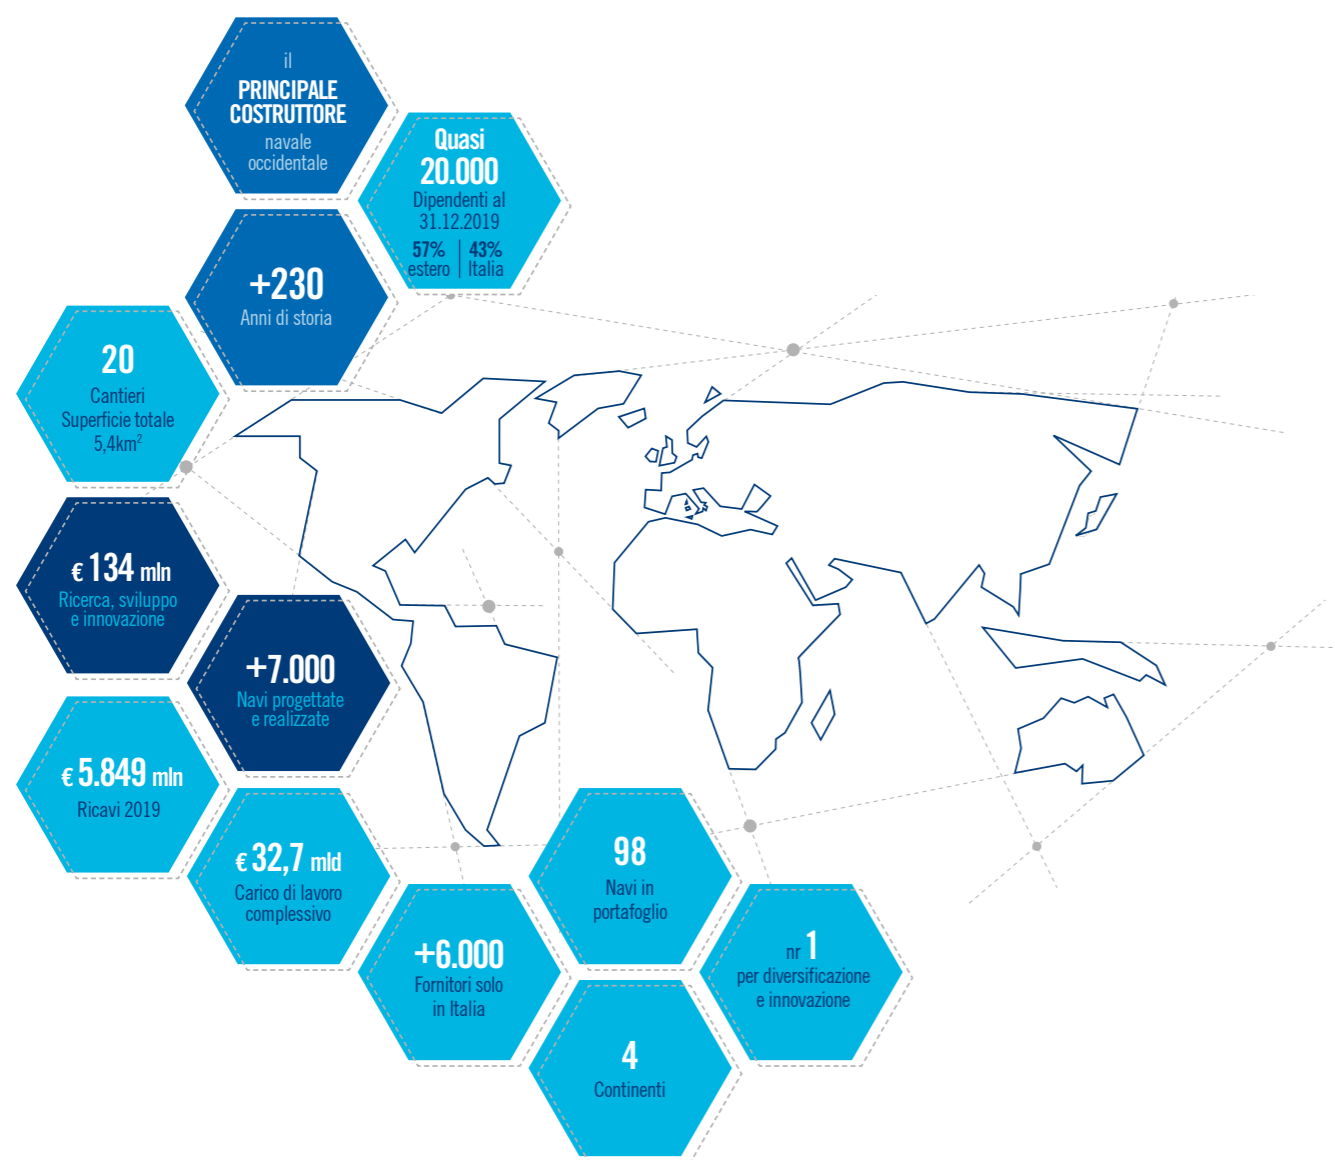 il
PRINCIPALE
COSTRUTTORE
navale
occidentale
Quasi
20.000
Dipendenti al
31.12.2019
57% 43%
estero Italia
+230
Anni di storia
20
Cantieri
Superficie totale
5,4km²
€ 134 mln
Ricerca, sviluppo
e innovazione
+7.000
Navi progettate
e realizzate
€ 5.849 mln
Ricavi 2019
€ 32,7 mld
Carico di lavoro
complessivo
+6.000
Fornitori solo
in Italia
98
Navi in
portafoglio
nr 1
per diversificazione
e innovazione
4
Continenti